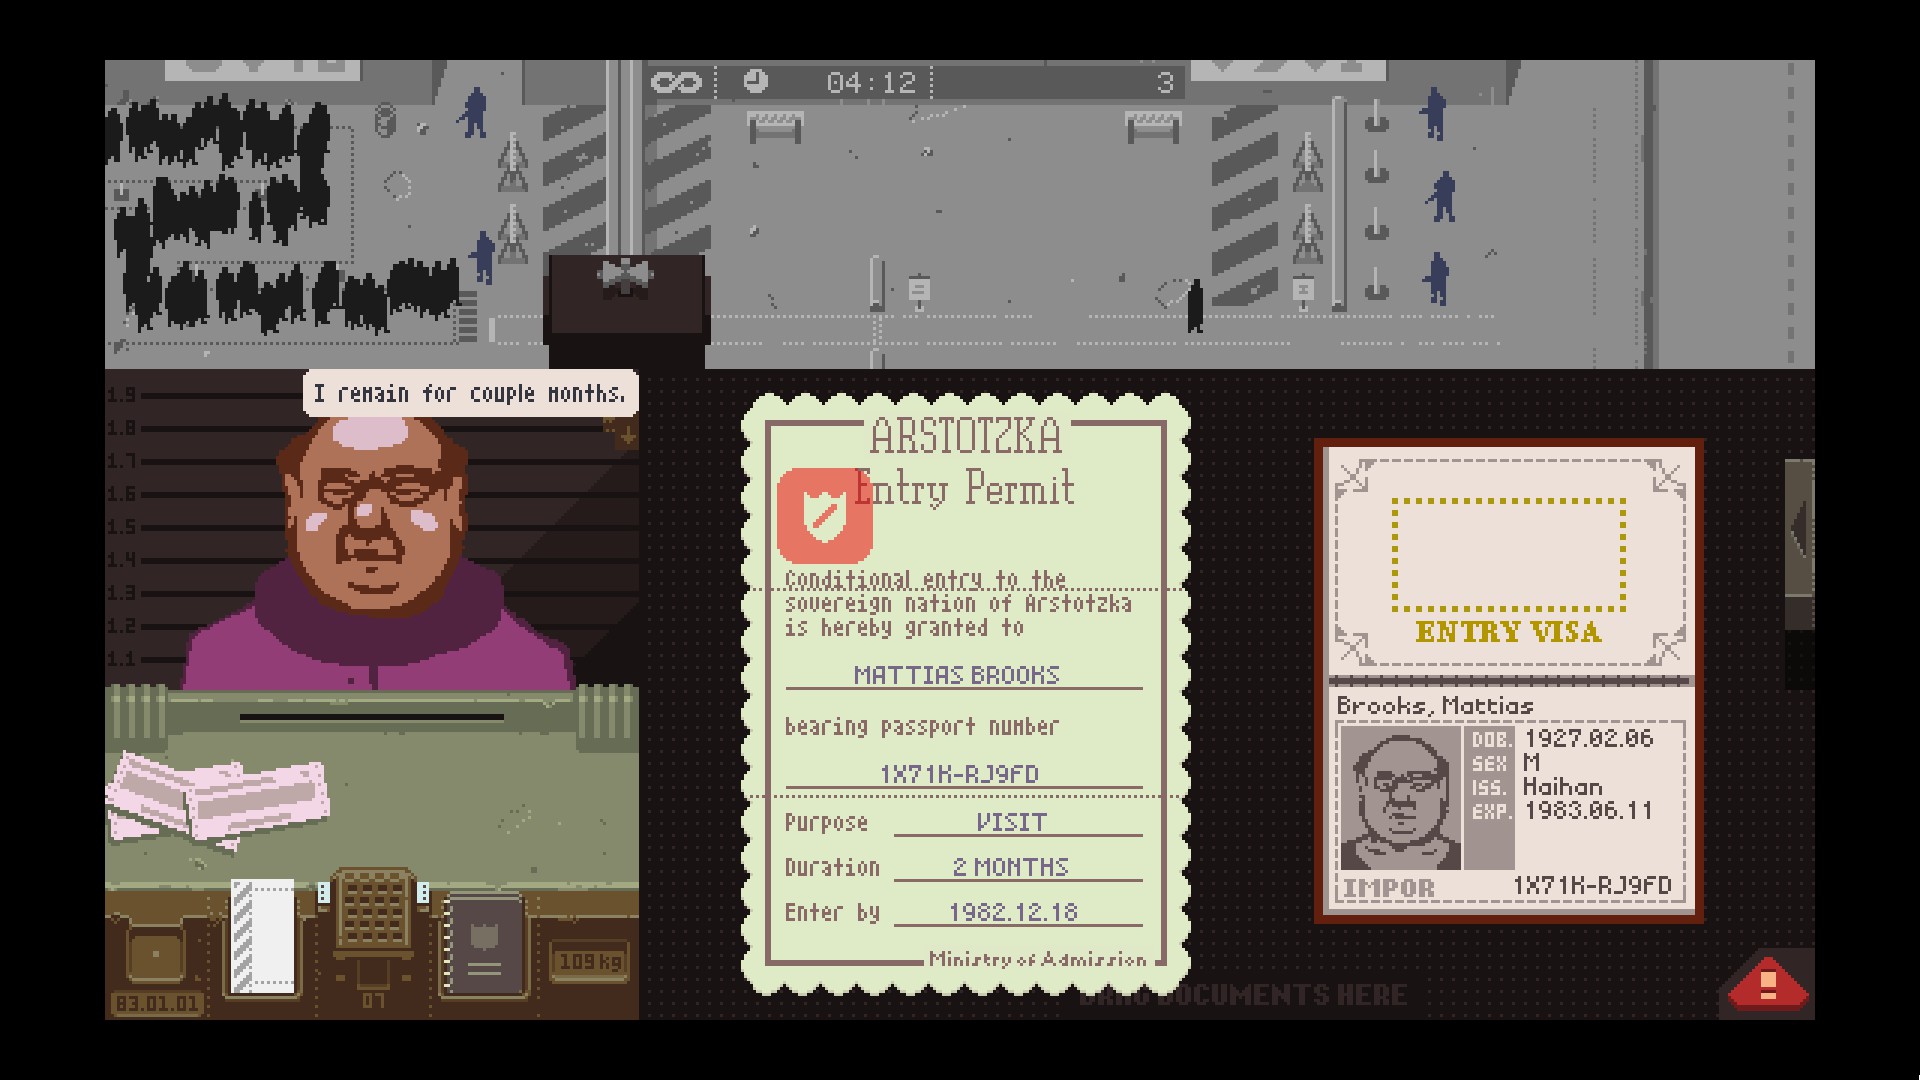 04:12
3
I remain for couple months.
1.9
1.8
1.7
1.6
1.5
1.4
1.3
1.2
1.1
109kg
07
83.01.01
ARSTOTZKA
Entry Permit
Conditional entry to the
sovereign nation of Arstotzka
is hereby granted to
MATTIAS BROOKS
bearing passport number
1X71K-RJ9FD
Purpose VISIT
Duration 2 MONTHS
Enter by 1982.12.18
Ministry of Admission
ENTRY VISA
Brooks, Mattias
DOB. 1927.02.06
SEX M
ISS. Haihan
EXP. 1983.06.11
IMPOR 1X71K-RJ9FD
DOCUMENTS HERE